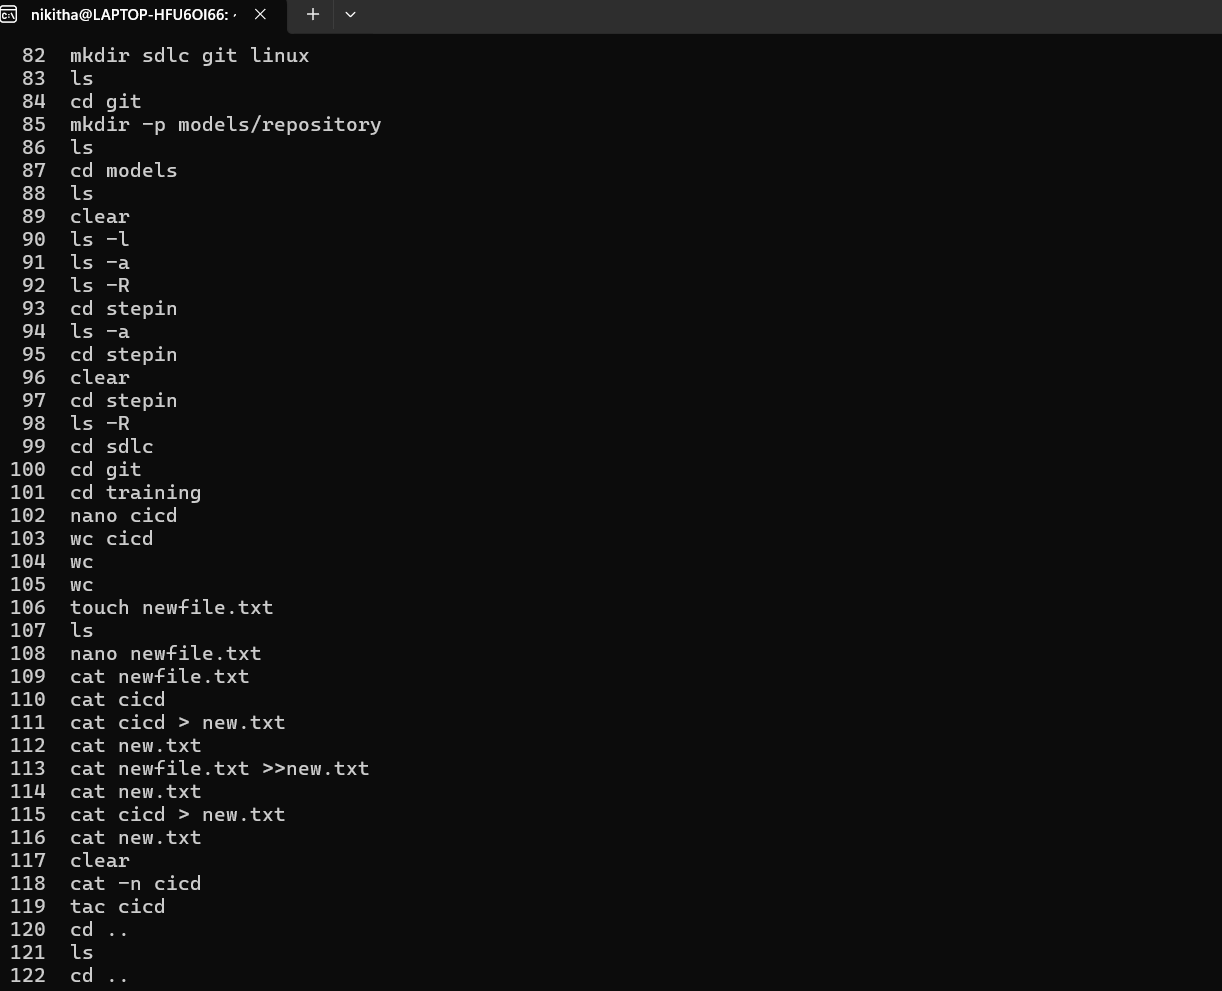 nikitha@LAPTOP-HFU6OI66: 
82 mkdir sdlc git linux
83 ls
84 cd git
85 mkdir -p models/repository
86 ls
87 cd models
88 ls
89 clear
90 ls -l
91 ls -a
92 ls -R
93 cd stepin
94 ls -a
95 cd stepin
96 clear
97 cd stepin
98 ls -R
99 cd sdlc
100 cd git
101 cd training
102 nano cicd
103 wc cicd
104 wc
105 wc
106 touch newfile.txt
107 ls
108 nano newfile.txt
109 cat newfile.txt
110 cat cicd
111 cat cicd > new.txt
112 cat new.txt
113 cat newfile.txt >>new.txt
114 cat new.txt
115 cat cicd > new.txt
116 cat new.txt
117 clear
118 cat -n cicd
119 tac cicd
120 cd ..
121 ls
122 cd ..